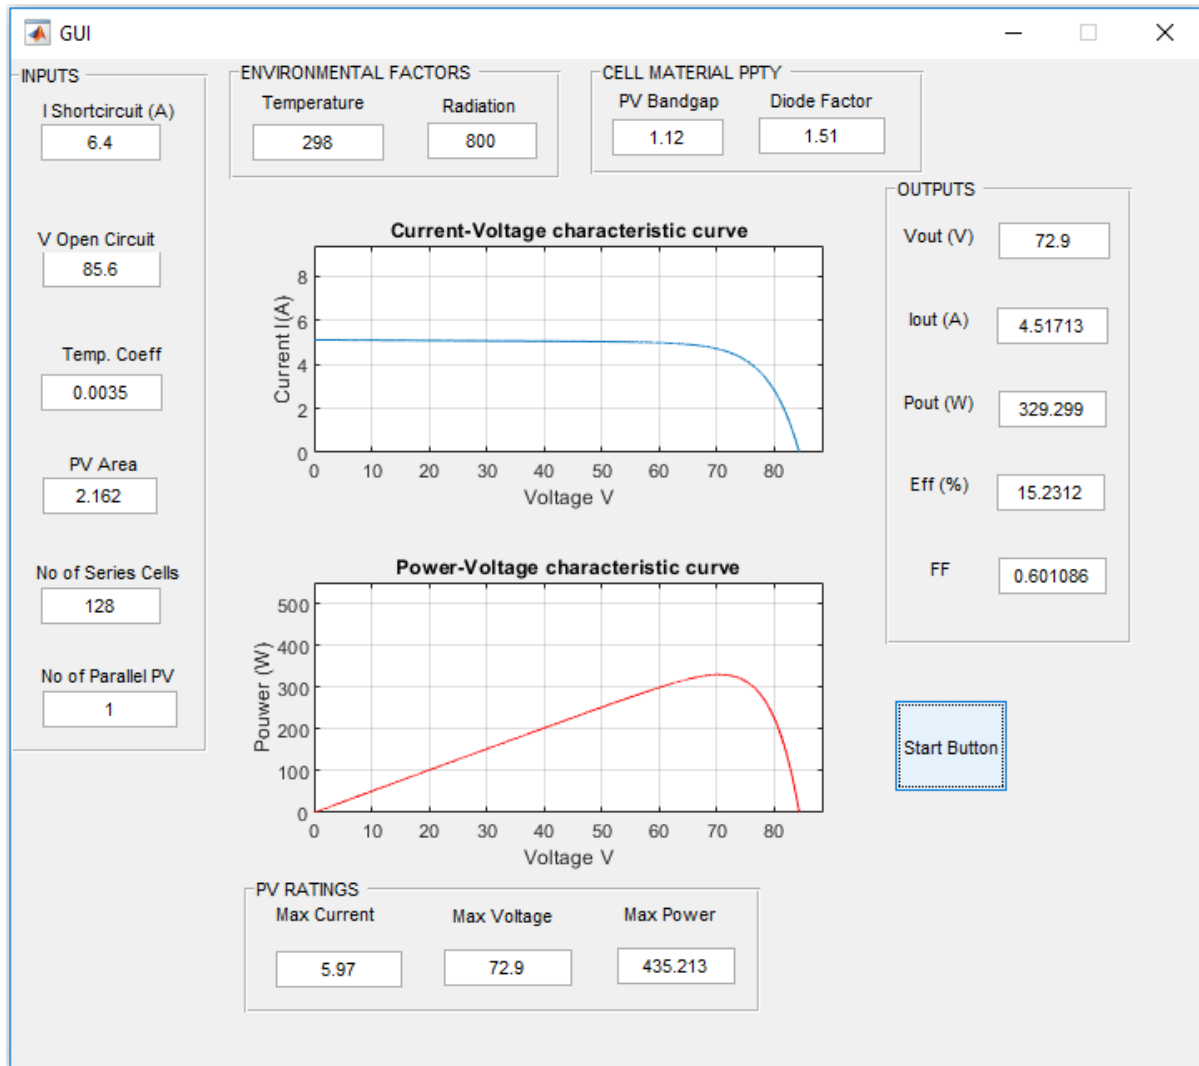 GUI
INPUTS
I Shortcircuit (A)
6.4
V Open Circuit
85.6
Temp. Coeff
0.0035
PV Area
2.162
No of Series Cells
128
No of Parallel PV
1
ENVIRONMENTAL FACTORS
Temperature
Radiation
298
800
CELL MATERIAL PPTY
PV Bandgap
Diode Factor
1.12
1.51
Current-Voltage characteristic curve
Current I(A)
8
6
4
2
0
0 10 20 30 40 50 60 70 80
Voltage V
Power-Voltage characteristic curve
Pouwer (W)
500
400
300
200
100
0
0 10 20 30 40 50 60 70 80
Voltage V
OUTPUTS
Vout (V)
72.9
Iout (A)
4.51713
Pout (W)
329.299
Eff (%)
15.2312
FF
0.601086
Start Button
PV RATINGS
Max Current
Max Voltage
Max Power
5.97
72.9
435.213